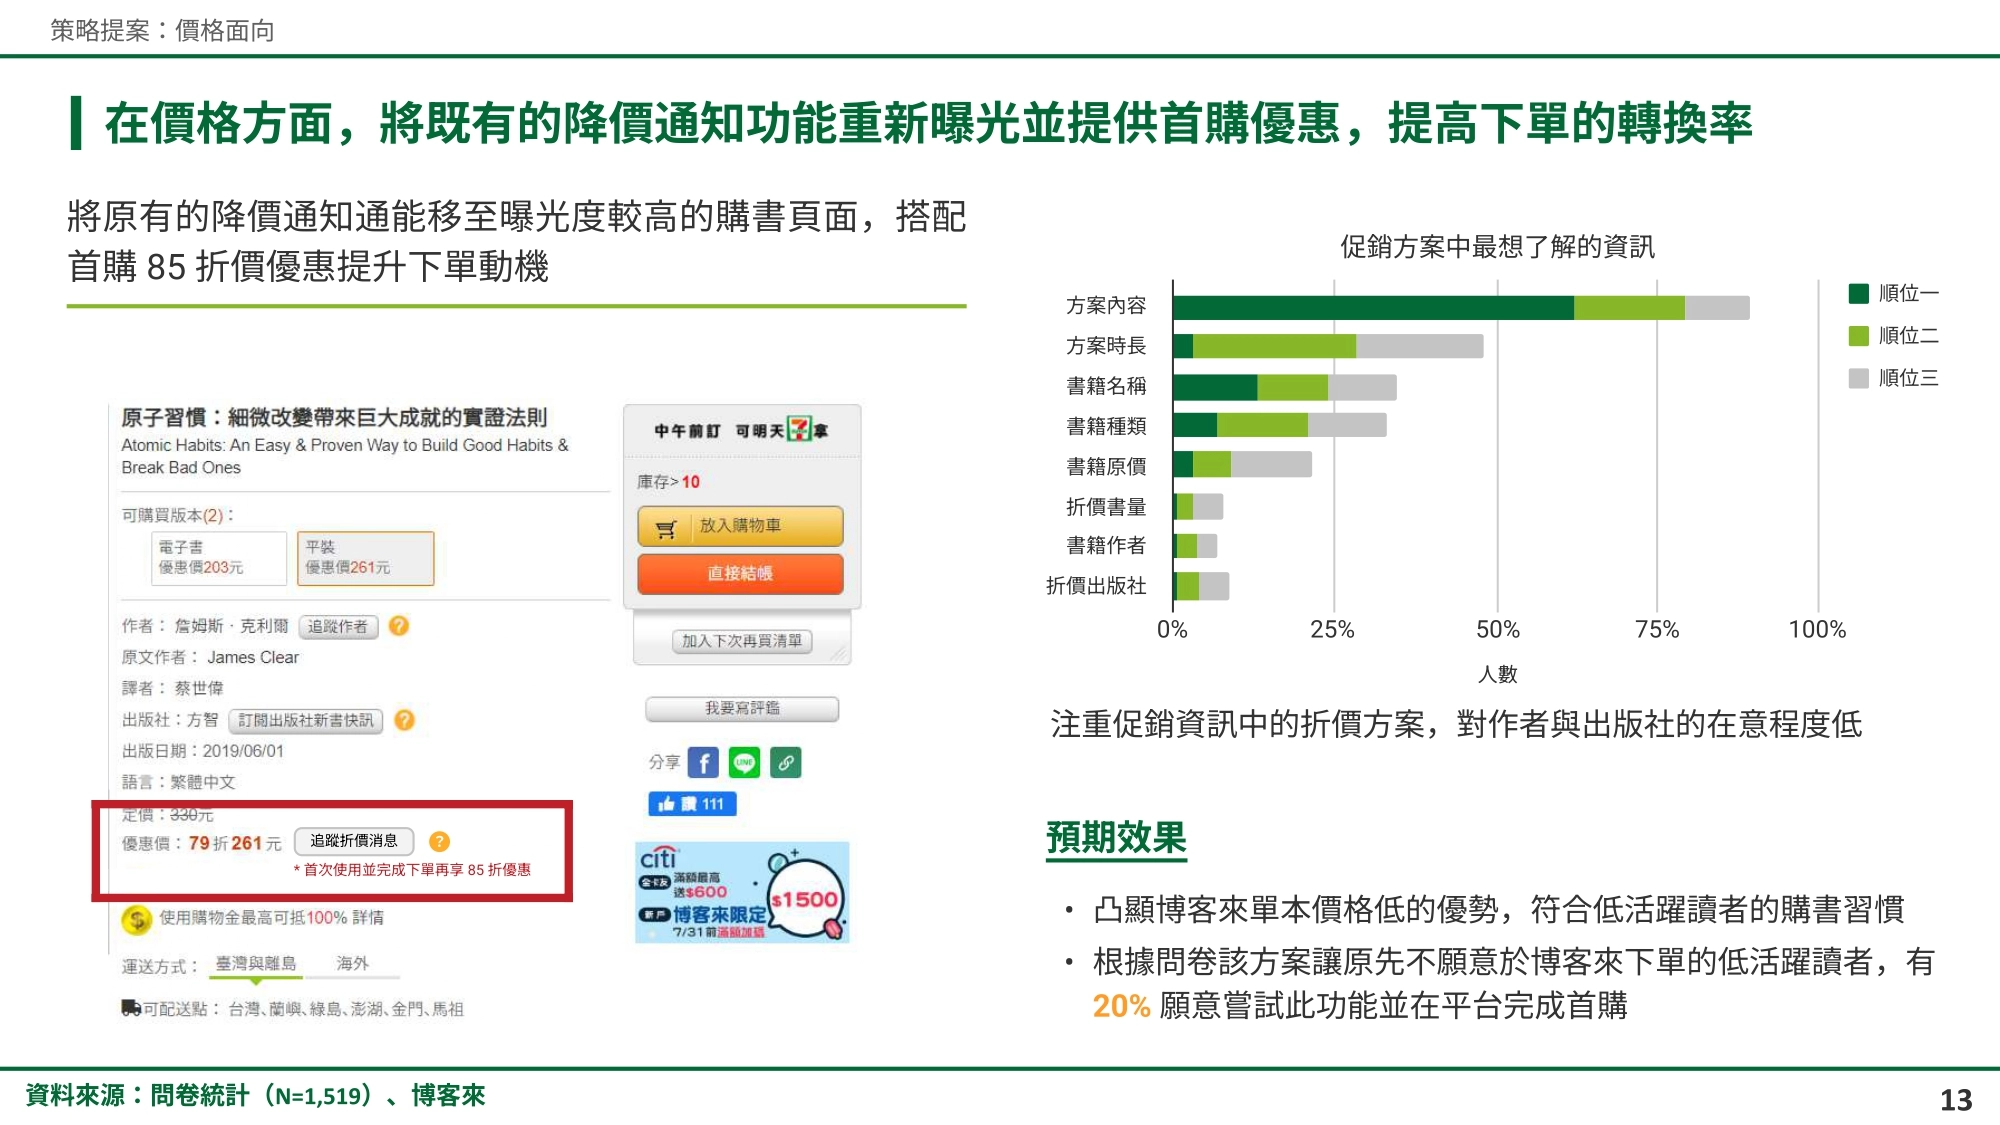 策略提案：價格面向
在價格方面，將既有的降價通知功能重新曝光並提供首購優惠，提高下單的轉換率
將原有的降價通知通能移至曝光度較高的購書頁面，搭配
首購 85 折價優惠提升下單動機
原子習慣：細微改變帶來巨大成就的實證法則
Atomic Habits: An Easy & Proven Way to Build Good Habits &
Break Bad Ones
可購買版本(2)：
電子書
優惠價203元
平裝
優惠價261元
作者： 詹姆斯‧克利爾 追蹤作者 ?
原文作者： James Clear
譯者： 蔡世偉
出版社：方智 訂閱出版社新書快訊 ?
出版日期：2019/06/01
語言：繁體中文
定價：330元
優惠價：79折261元 追蹤折價消息 ?
* 首次使用並完成下單再享 85 折優惠
$ 使用購物金最高可抵100% 詳情
運送方式： 臺灣與離島 海外
可配送點： 台灣、蘭嶼、綠島、澎湖、金門、馬祖
中午前訂 可明天7拿
庫存>10
放入購物車
直接結帳
加入下次再買清單
我要寫評鑑
分享 f LINE
讚 111
citi
金卡友 滿額最高
送$600
新戶 博客來限定
7/31前滿額加碼
$1500
促銷方案中最想了解的資訊
方案內容
方案時長
書籍名稱
書籍種類
書籍原價
折價書量
書籍作者
折價出版社
0% 25% 50% 75% 100%
人數
順位一
順位二
順位三
注重促銷資訊中的折價方案，對作者與出版社的在意程度低
預期效果
• 凸顯博客來單本價格低的優勢，符合低活躍讀者的購書習慣
• 根據問卷該方案讓原先不願意於博客來下單的低活躍讀者，有
20% 願意嘗試此功能並在平台完成首購
資料來源：問卷統計（N=1,519）、博客來
13